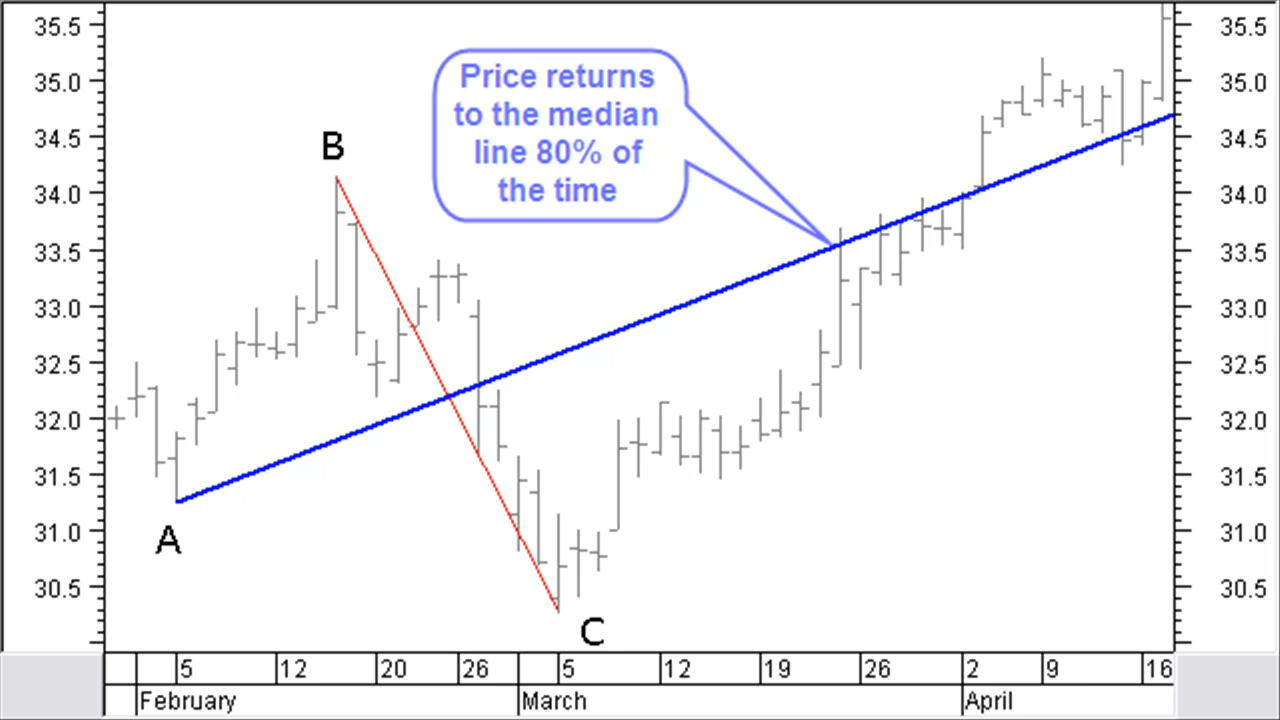 Price returns
to the median
line 80% of
the time
35.5 35.5
35.0 35.0
B
34.5 34.5
34.0 34.0
33.5 33.5
33.0 33.0
32.5 32.5
32.0 32.0
31.5 31.5
A
31.0 31.0
30.5 30.5
C
5 12 20 26 5 12 19 26 2 9 16
February March April